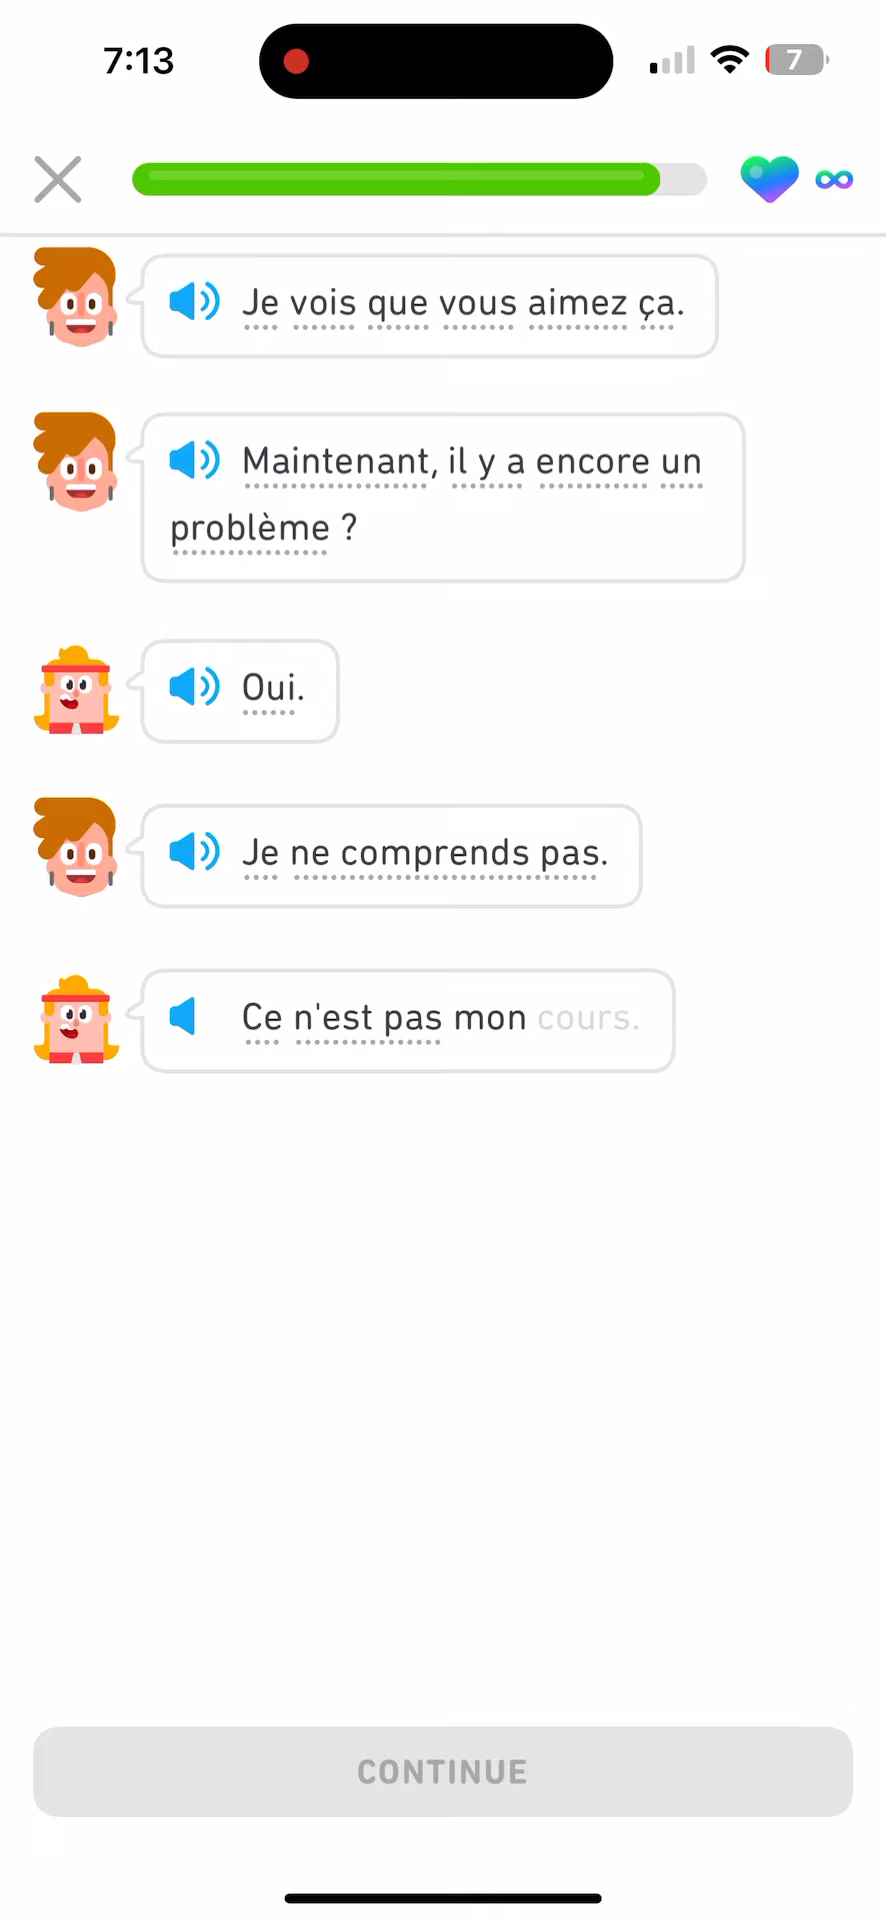 7:13
7
Je vois que vous aimez ça.
Maintenant, il y a encore un
problème ?
Oui.
Je ne comprends pas.
Ce n'est pas mon cours.
CONTINUE